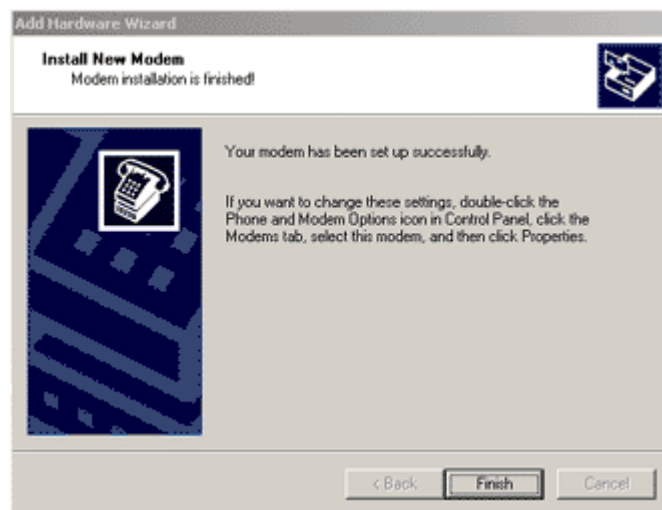 Add Hardware Wizard
Install New Modem
Modem installation is finished!
Your modem has been set up successfully.
If you want to change these settings, double-click the
Phone and Modem Options icon in Control Panel, click the
Modems tab, select this modem, and then click Properties.
< Back
Finish
Cancel